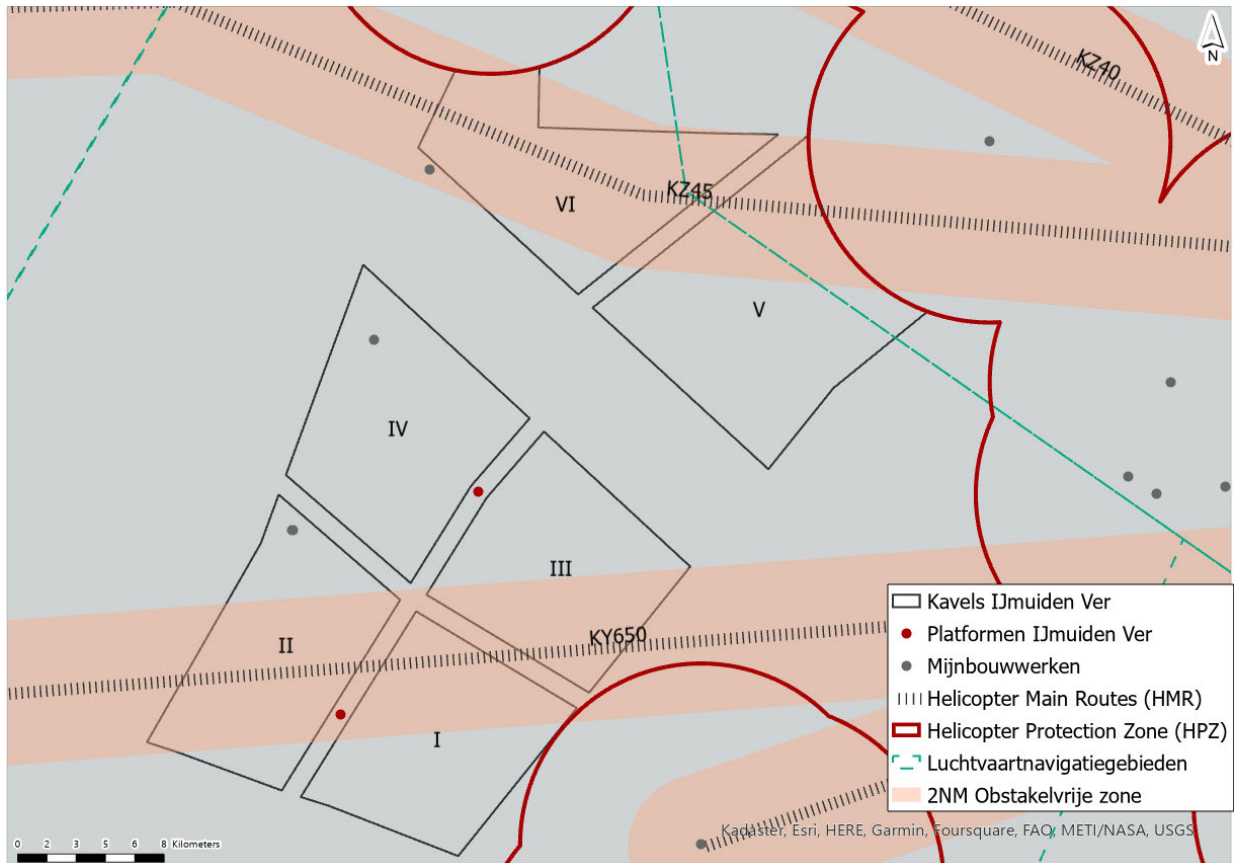 N
KZ40
KZ45
VI
V
IV
III
KY650
II
I
Kavels IJmuiden Ver
Platformen IJmuiden Ver
Mijnbouwwerken
Helicopter Main Routes (HMR)
Helicopter Protection Zone (HPZ)
Luchtvaartnavigatiegebieden
2NM Obstakelvrije zone
Kadaster, Esri, HERE, Garmin, Foursquare, FAO, METI/NASA, USGS
0 2 4 6 8 Kilometers